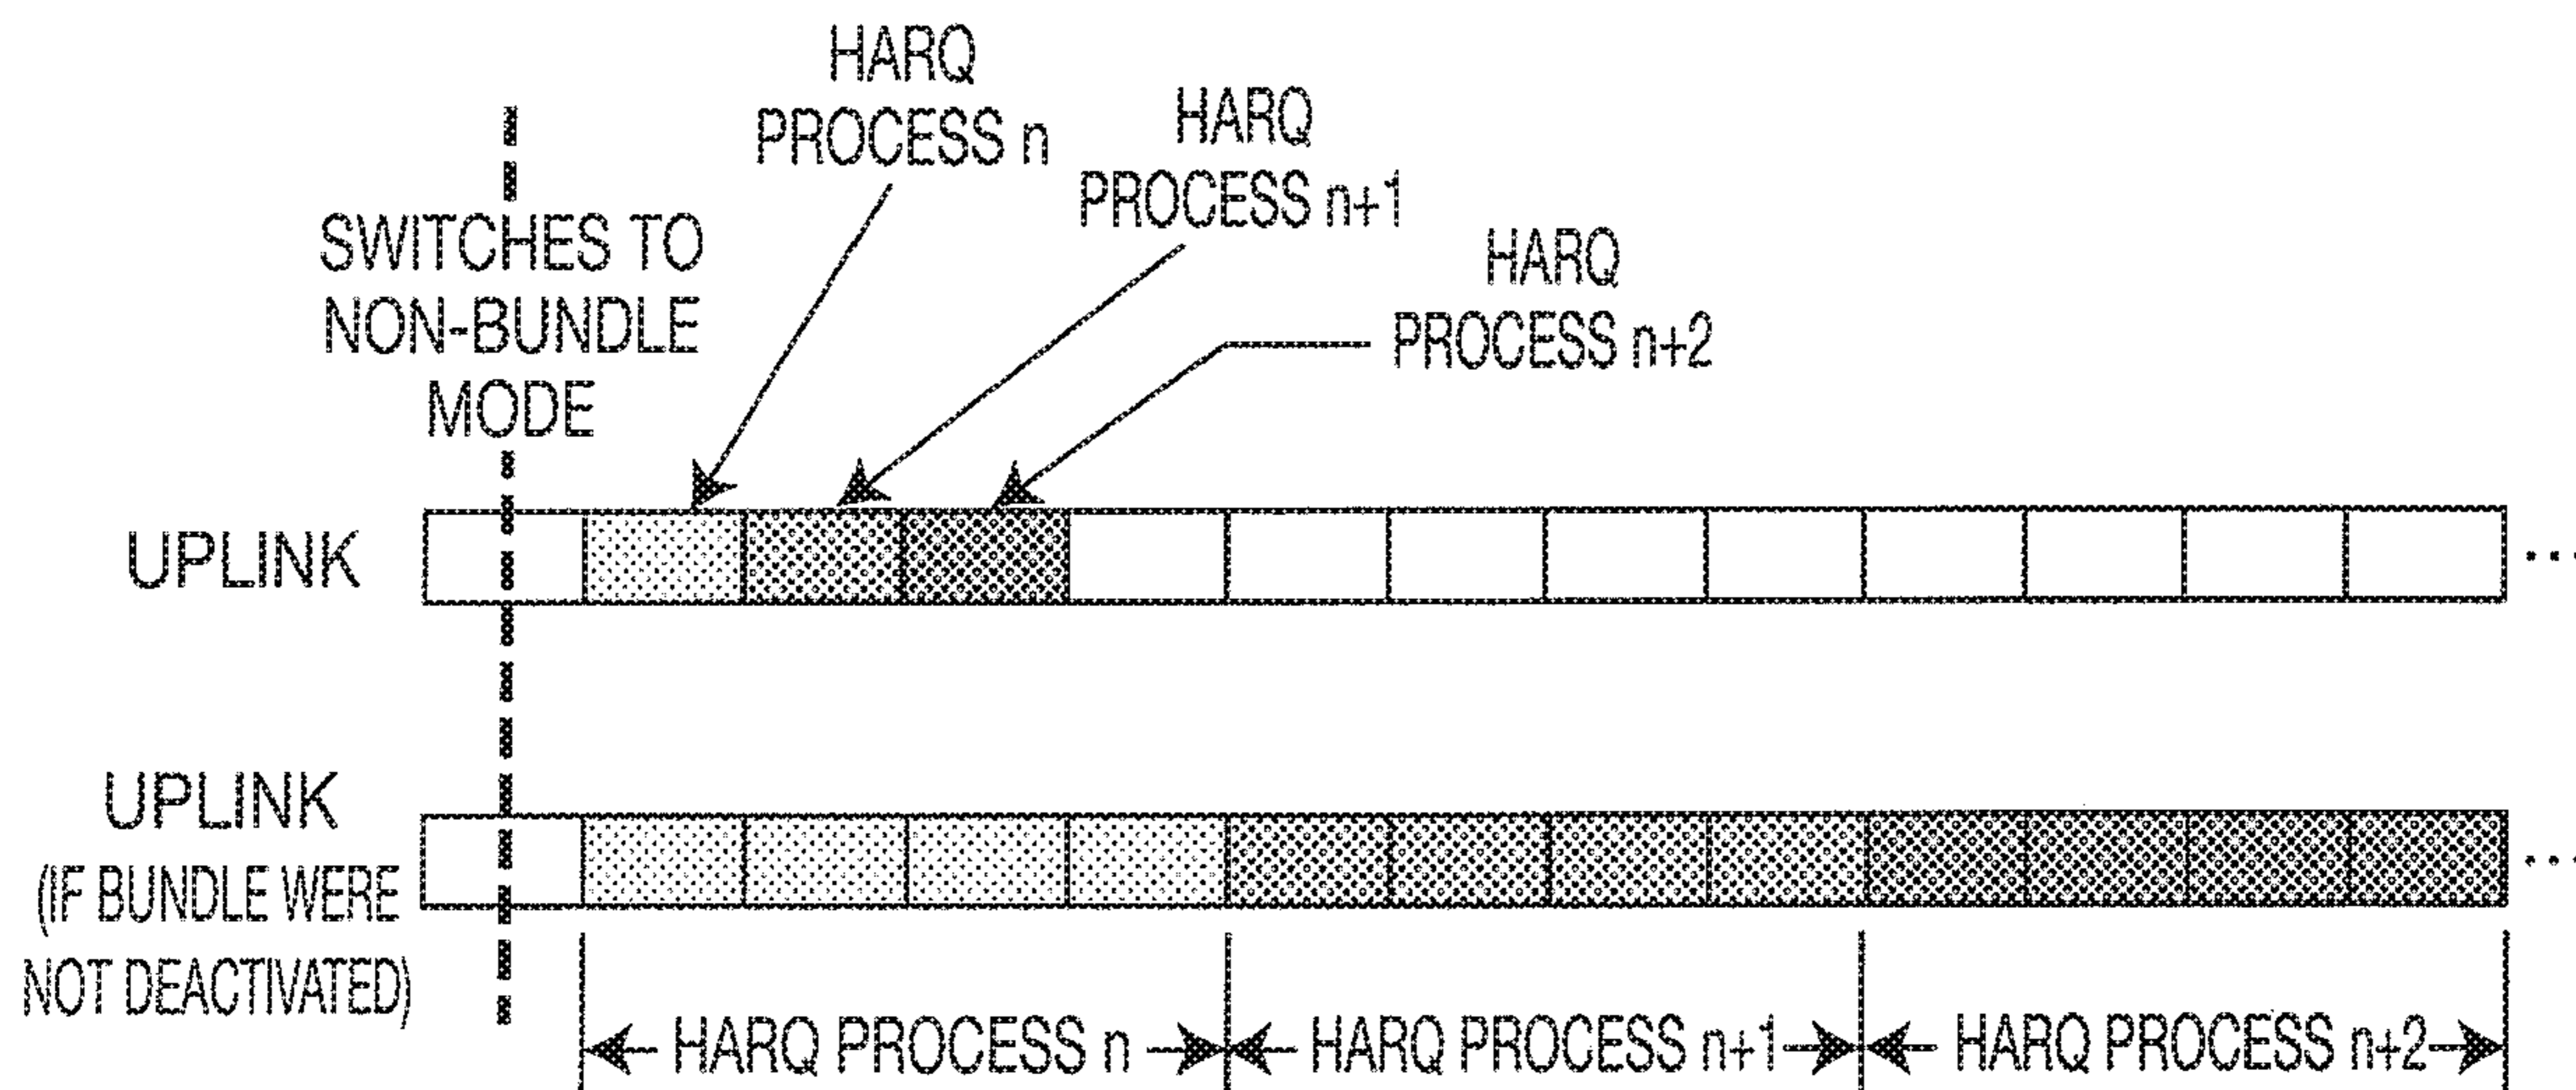 HARQ
PROCESS n
HARQ
PROCESS n+1
HARQ
PROCESS n+2
SWITCHES TO
NON-BUNDLE
MODE
UPLINK
...
UPLINK
(IF BUNDLE WERE
NOT DEACTIVATED)
...
HARQ PROCESS n
HARQ PROCESS n+1
HARQ PROCESS n+2